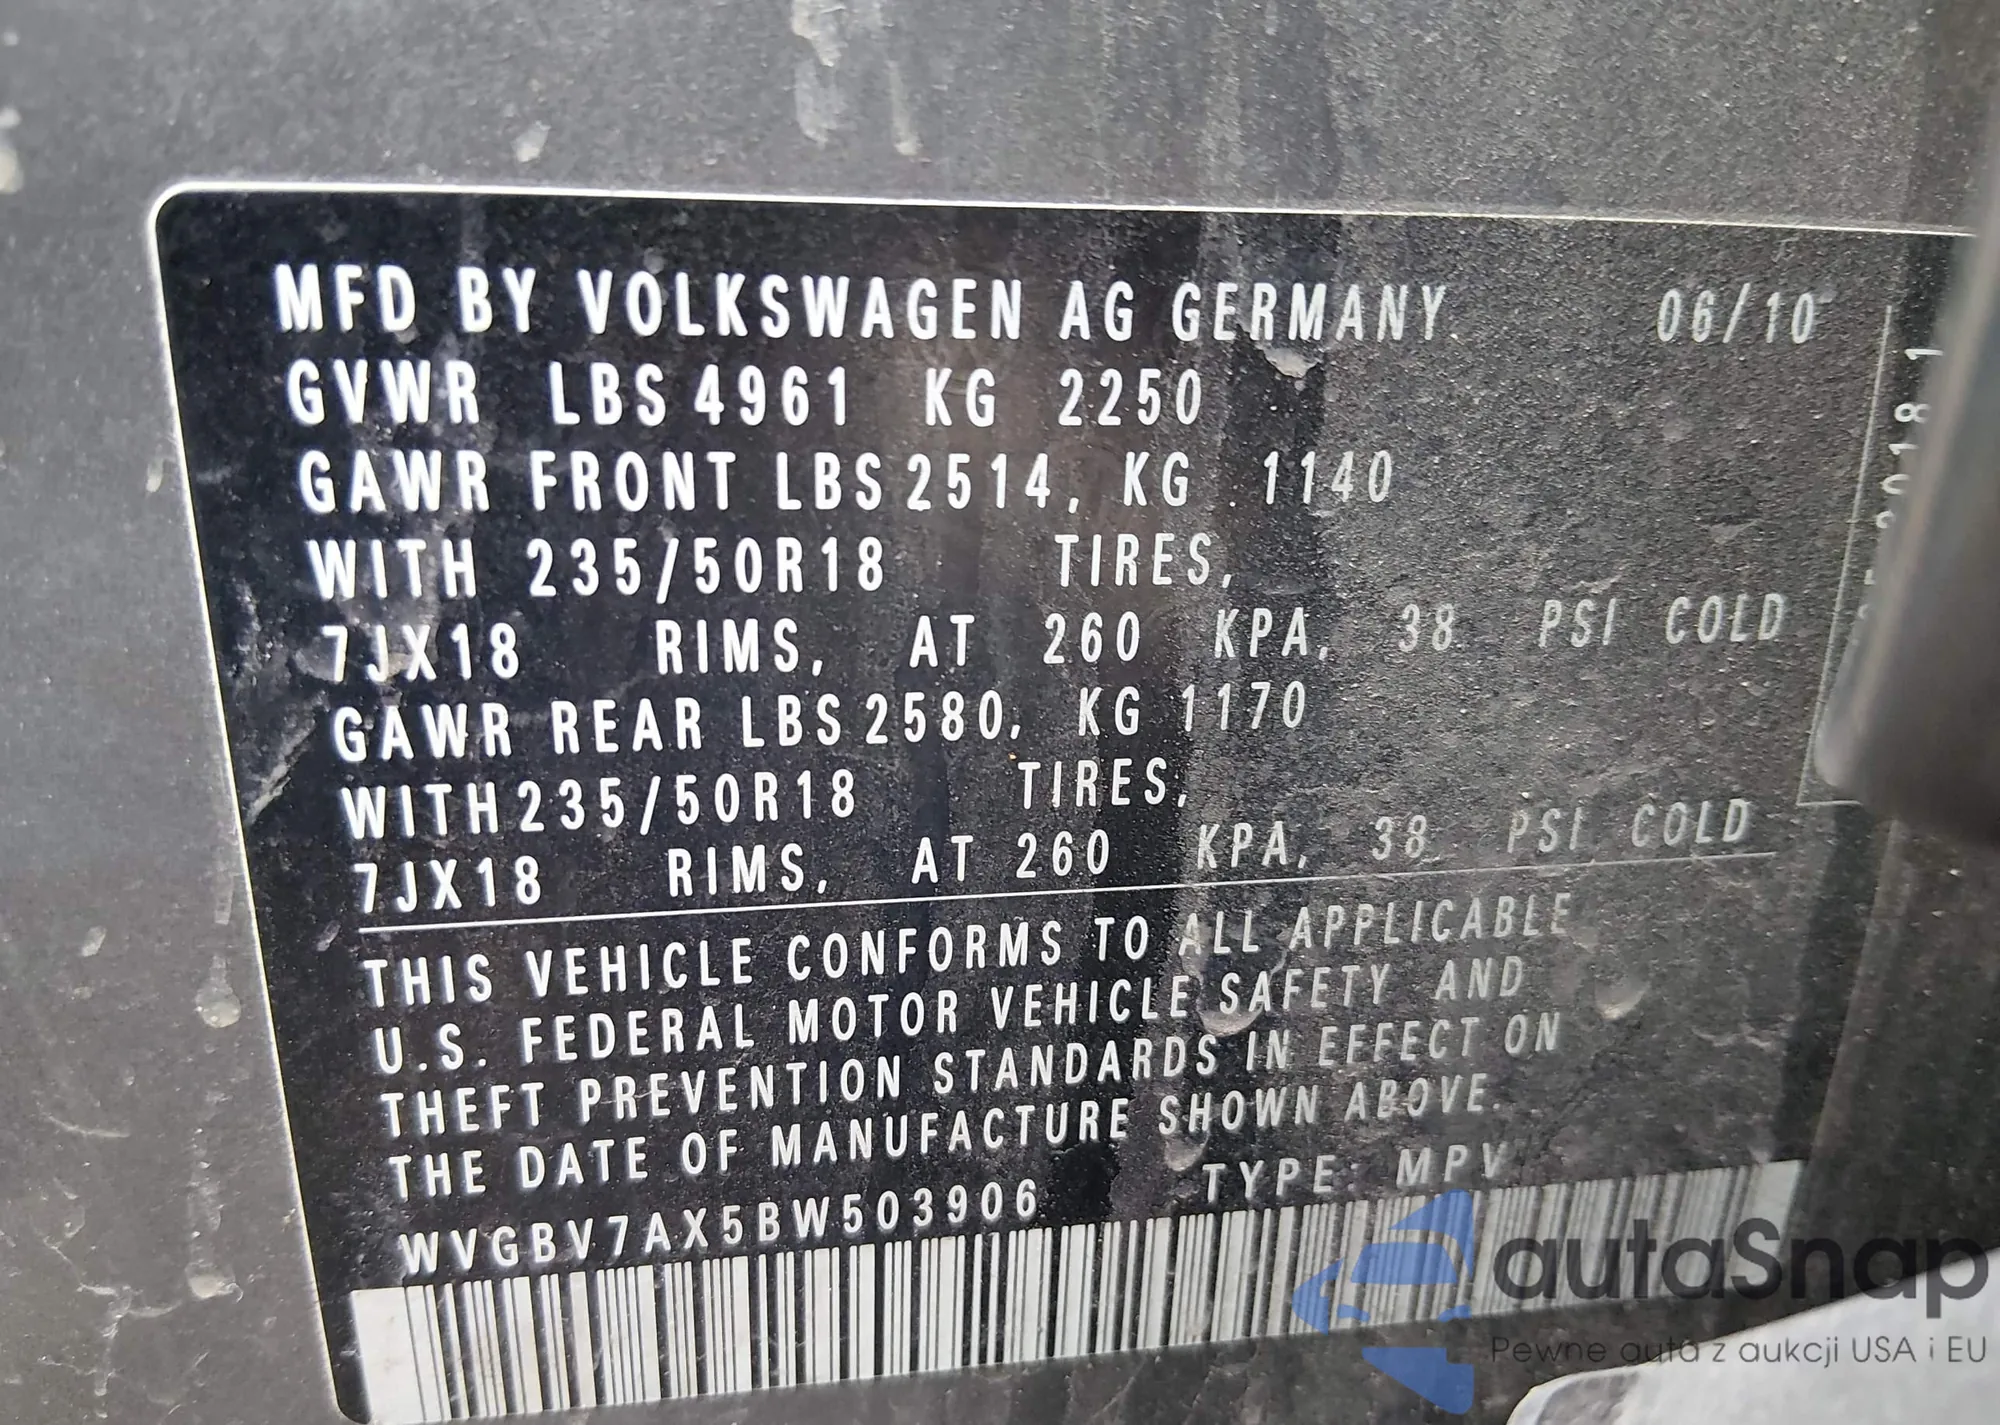 MFD BY VOLKSWAGEN AG GERMANY 06/10
GVWR LBS 4961 KG 2250
GAWR FRONT LBS 2514, KG 1140
WITH 235/50R18 TIRES,
7JX18 RIMS, AT 260 KPA, 38 PSI COLD
GAWR REAR LBS 2580, KG 1170
WITH 235/50R18 TIRES,
7JX18 RIMS, AT 260 KPA, 38 PSI COLD
THIS VEHICLE CONFORMS TO ALL APPLICABLE
U.S. FEDERAL MOTOR VEHICLE SAFETY AND
THEFT PREVENTION STANDARDS IN EFFECT ON
THE DATE OF MANUFACTURE SHOWN ABOVE.
WVGBV7AX5BW503906 TYPE: MPV
autaSnap
Pewne auta z aukcji USA i EU